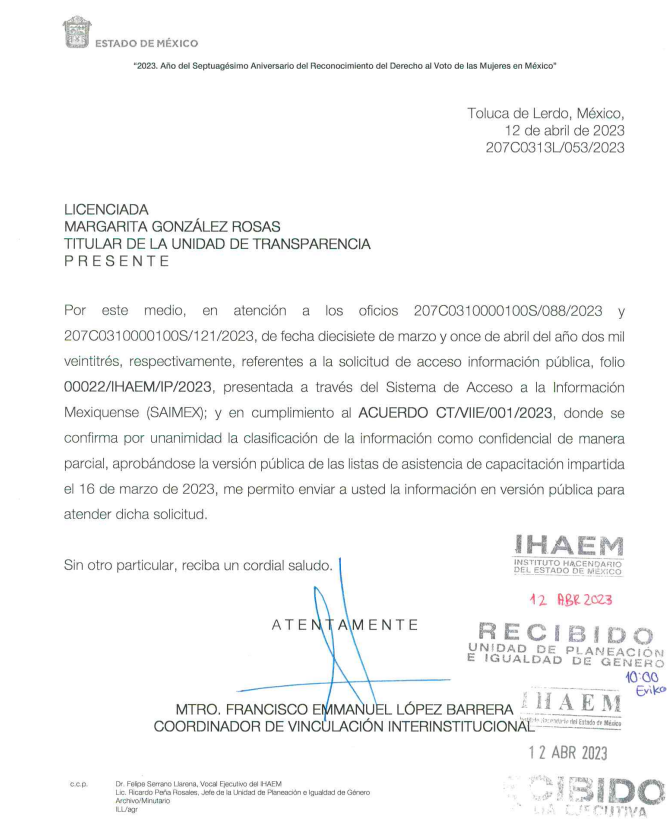 ESTADO DE MÉXICO
"2023. Año del Septuagésimo Aniversario del Reconocimiento del Derecho al Voto de las Mujeres en México"
Toluca de Lerdo, México,
12 de abril de 2023
207C0313L/053/2023
LICENCIADA
MARGARITA GONZÁLEZ ROSAS
TITULAR DE LA UNIDAD DE TRANSPARENCIA
P R E S E N T E
Por este medio, en atención a los oficios 207C0310000100S/088/2023 y
207C0310000100S/121/2023, de fecha diecisiete de marzo y once de abril del año dos mil
veintitrés, respectivamente, referentes a la solicitud de acceso información pública, folio
00022/IHAEM/IP/2023, presentada a través del Sistema de Acceso a la Información
Mexiquense (SAIMEX); y en cumplimiento al ACUERDO CT/VIIE/001/2023, donde se
confirma por unanimidad la clasificación de la información como confidencial de manera
parcial, aprobándose la versión pública de las listas de asistencia de capacitación impartida
el 16 de marzo de 2023, me permito enviar a usted la información en versión pública para
atender dicha solicitud.
Sin otro particular, reciba un cordial saludo.
IHAEM
INSTITUTO HACENDARIO
DEL ESTADO DE MÉXICO
12 ABR 2023
A T E N T A M E N T E
RECIBIDO
UNIDAD DE PLANEACIÓN
E IGUALDAD DE GÉNERO
10:00
Erika
MTRO. FRANCISCO EMMANUEL LÓPEZ BARRERA
COORDINADOR DE VINCULACIÓN INTERINSTITUCIONAL
IHAEM
del Estado de México
12 ABR 2023
CIBIDO
c.c.p. Dr. Felipe Serrano Llarena, Vocal Ejecutivo del IHAEM
Lic. Ricardo Peña Rosales, Jefe de la Unidad de Planeación e Igualdad de Género
Archivo/Minutario
ILL/agr